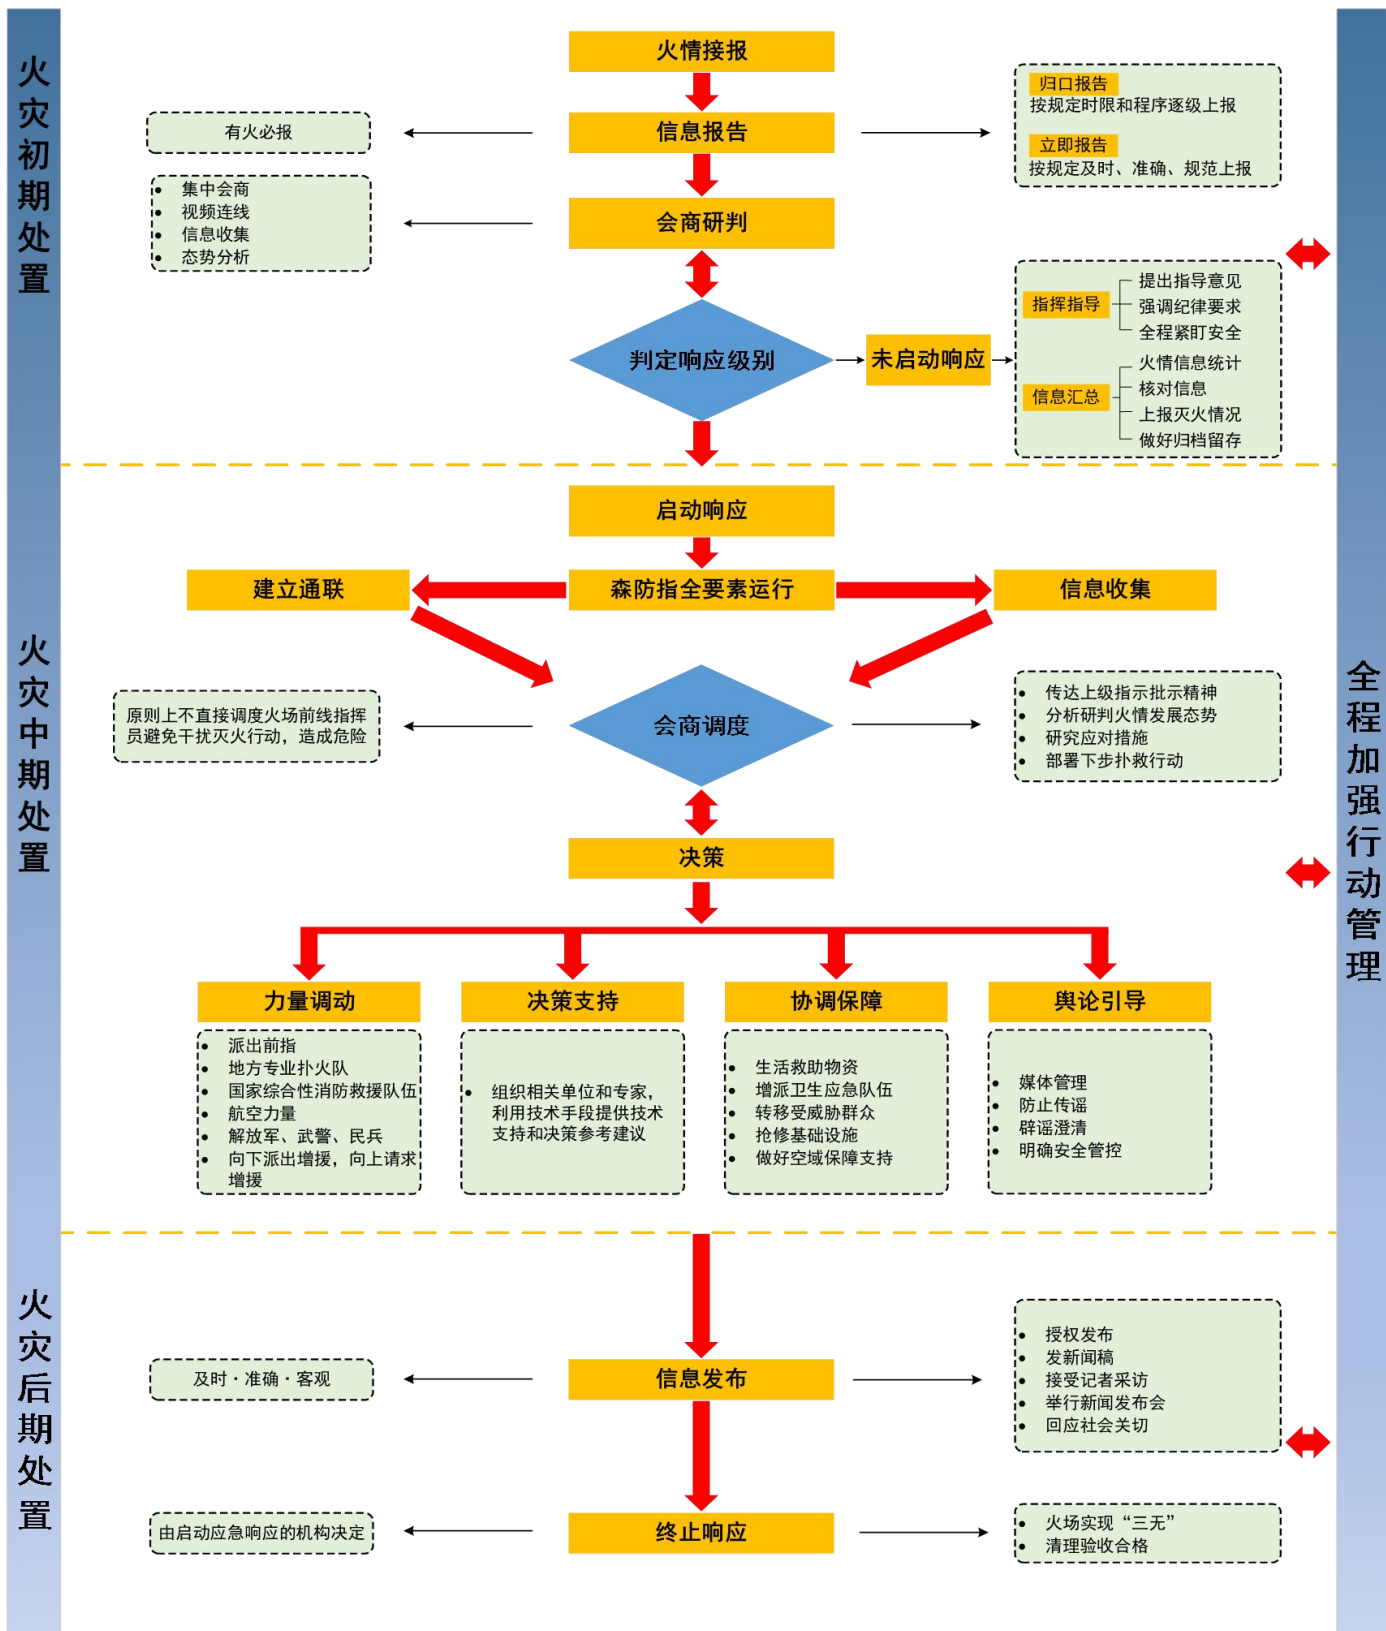 火灾初期处置
火情接报
归口报告
按规定时限和程序逐级上报
立即报告
按规定及时、准确、规范上报
有火必报
信息报告
集中会商
视频连线
信息收集
态势分析
会商研判
判定响应级别
未启动响应
指挥指导
提出指导意见
强调纪律要求
全程紧盯安全
信息汇总
火情信息统计
核对信息
上报灭火情况
做好归档留存
火灾中期处置
启动响应
建立通联
森防指全要素运行
信息收集
原则上不直接调度火场前线指挥
员避免干扰灭火行动，造成危险
会商调度
传达上级指示批示精神
分析研判火情发展态势
研究应对措施
部署下步扑救行动
决策
力量调动
派出前指
地方专业扑火队
国家综合性消防救援队伍
航空力量
解放军、武警、民兵
向下派出增援，向上请求
增援
决策支持
组织相关单位和专家，
利用技术手段提供技术
支持和决策参考建议
协调保障
生活救助物资
增派卫生应急队伍
转移受威胁群众
抢修基础设施
做好空域保障支持
舆论引导
媒体管理
防止传谣
辟谣澄清
明确安全管控
火灾后期处置
及时·准确·客观
信息发布
授权发布
发新闻稿
接受记者采访
举行新闻发布会
回应社会关切
由启动应急响应的机构决定
终止响应
火场实现“三无”
清理验收合格
全程加强行动管理